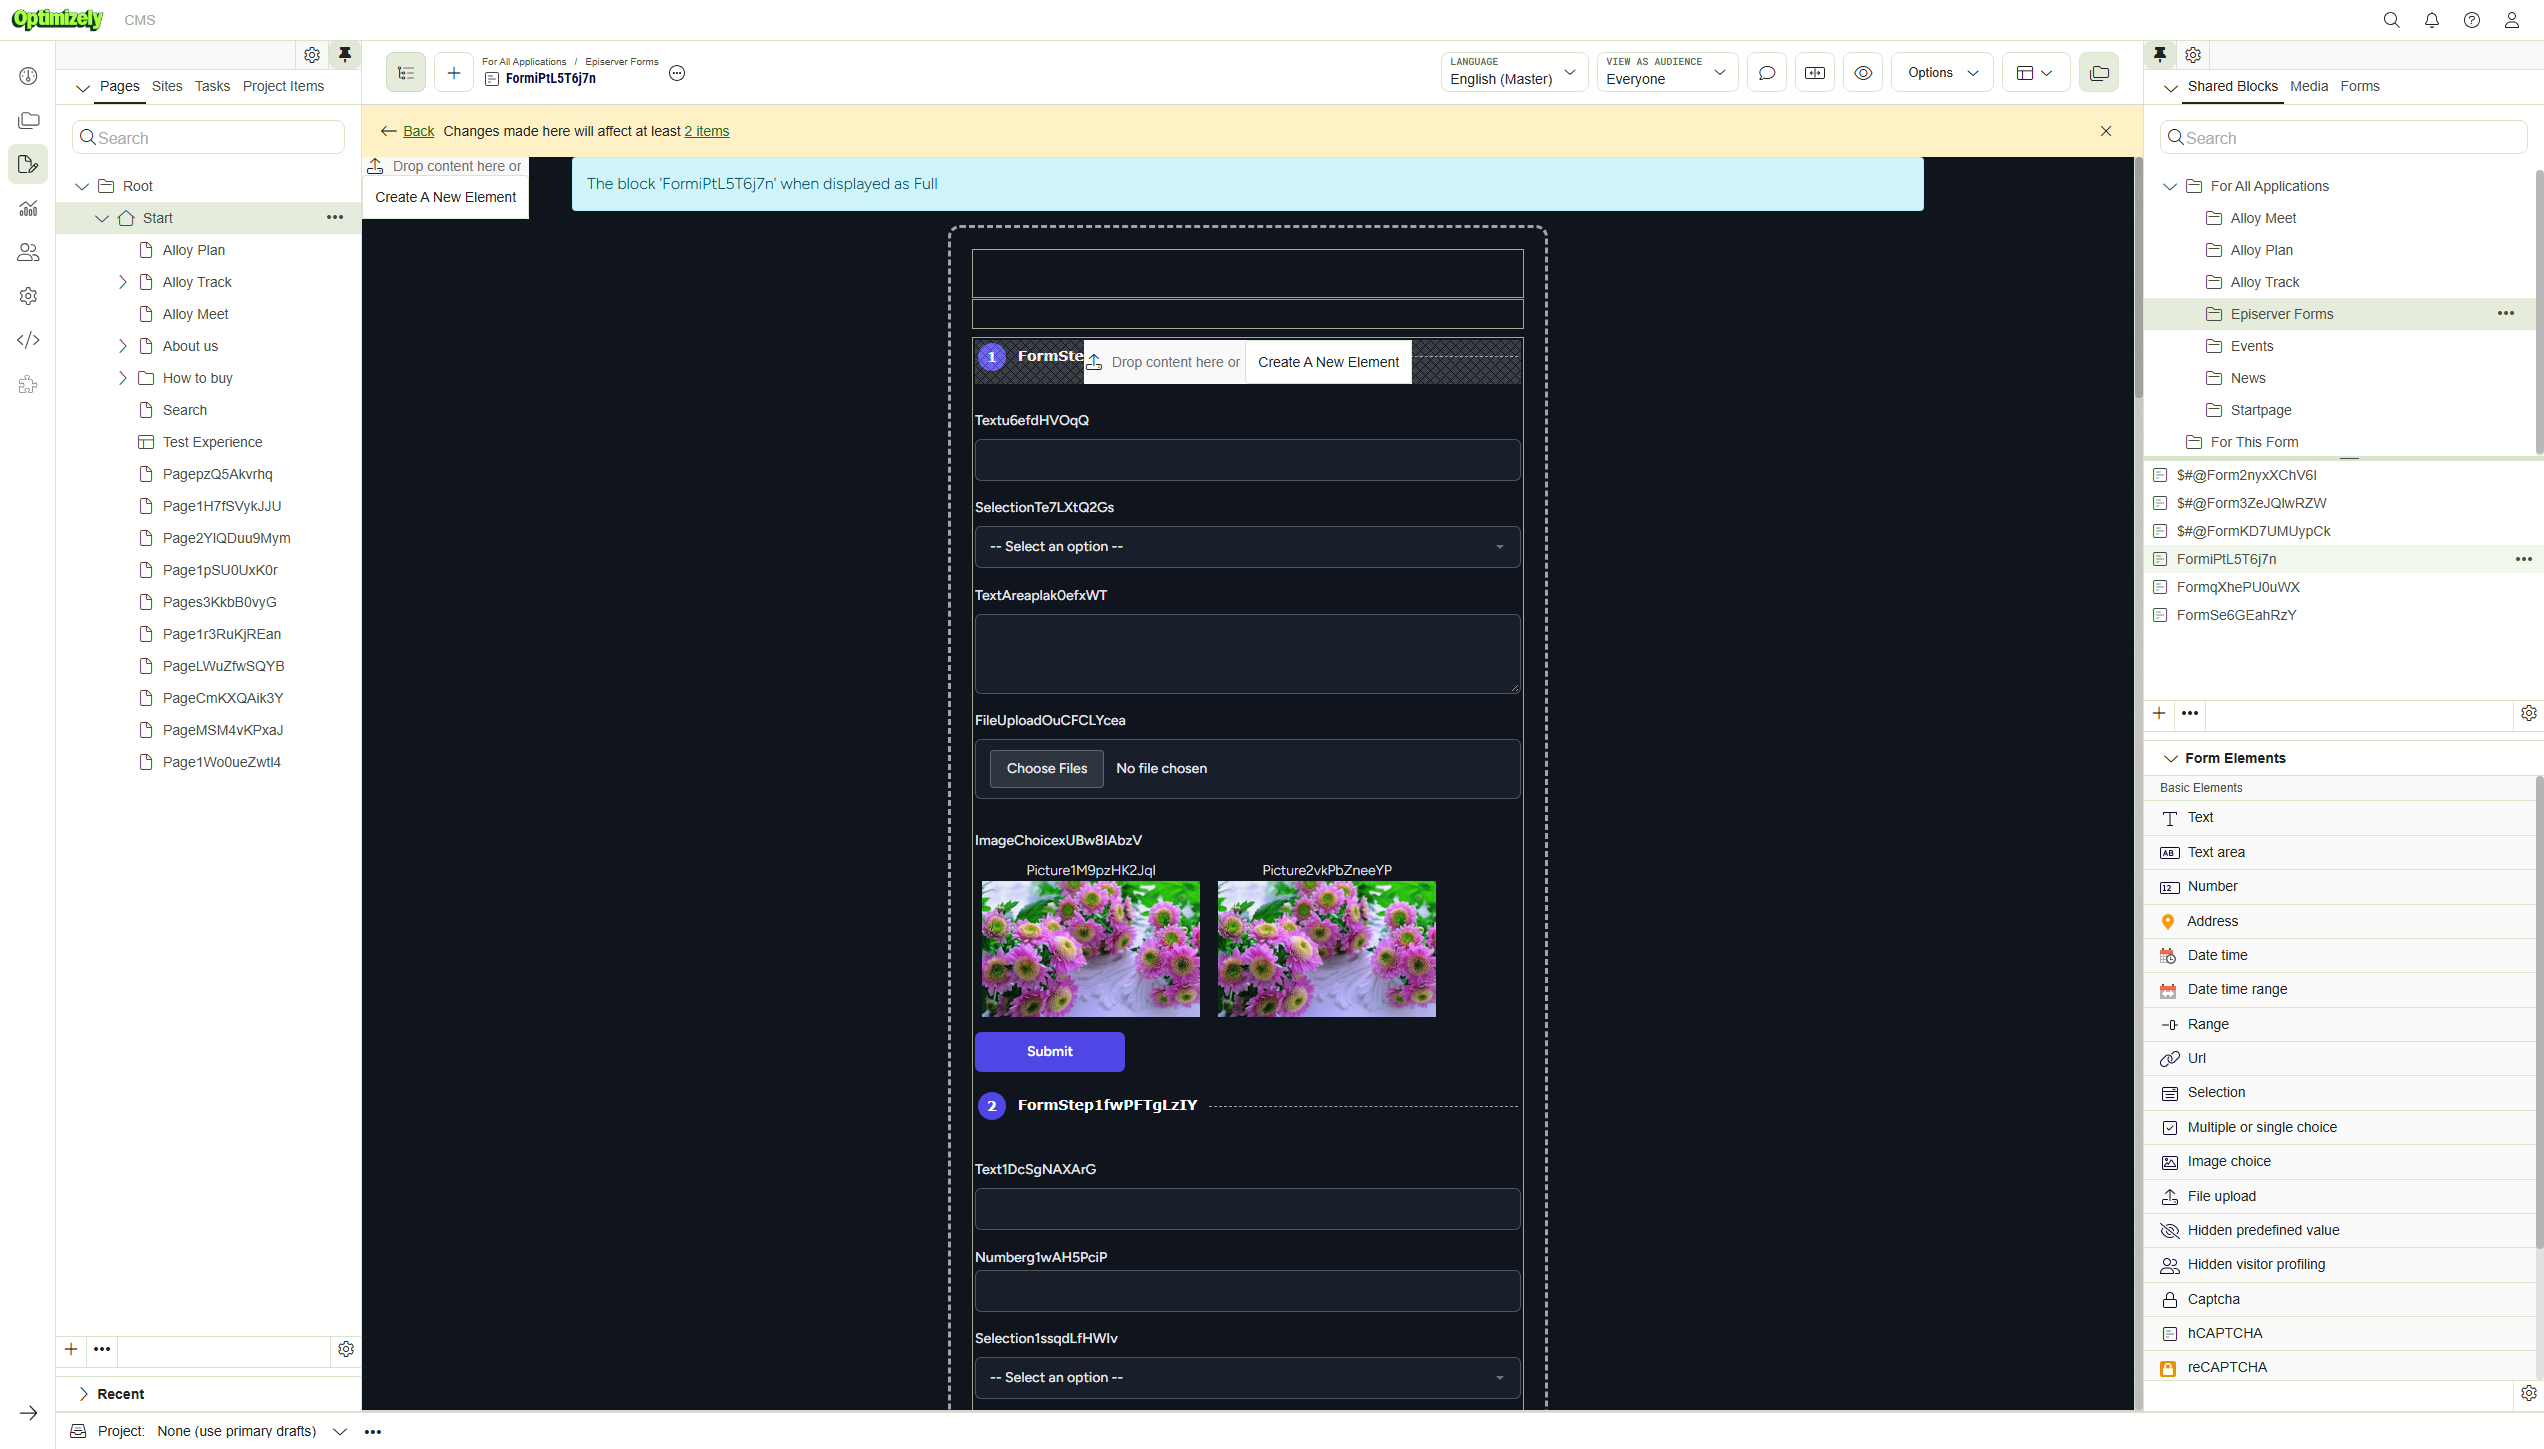 Optimizely CMS
Pages Sites Tasks Project Items
Search
Root
Start
Alloy Plan
Alloy Track
Alloy Meet
About us
How to buy
Search
Test Experience
PagepzQ5Akvrhq
Page1H7fSVykJJU
Page2YlQDuu9Mym
Page1pSU0UxK0r
Pages3KkbB0vyG
Page1r3RuKjREan
PageLWuZfwSQYB
PageCmKXQAik3Y
PageMSM4vKPxaJ
Page1Wo0ueZwtl4
Recent
Project: None (use primary drafts)
For All Applications / Episerver Forms
FormiPtL5T6j7n
LANGUAGE
English (Master)
VIEW AS AUDIENCE
Everyone
Options
Back Changes made here will affect at least 2 items
Drop content here or
Create A New Element
The block 'FormiPtL5T6j7n' when displayed as Full
1 FormSte
Drop content here or Create A New Element
Textu6efdHVOqQ
SelectionTe7LXtQ2Gs
-- Select an option --
TextAreaplak0efxWT
FileUploadOuCFCLYcea
Choose Files No file chosen
ImageChoicexUBw8IAbzV
Picture1M9pzHK2JqI Picture2vkPbZneeYP
Submit
2 FormStep1fwPFTgLzIY
Text1DcSgNAXArG
Numberg1wAH5PciP
Selection1ssqdLfHWIv
-- Select an option --
Shared Blocks Media Forms
Search
For All Applications
Alloy Meet
Alloy Plan
Alloy Track
Episerver Forms
Events
News
Startpage
For This Form
$#@Form2nyxXChV6I
$#@Form3ZeJQlwRZW
$#@FormKD7UMUypCk
FormiPtL5T6j7n
FormqXhePU0uWX
FormSe6GEahRzY
Form Elements
Basic Elements
Text
Text area
Number
Address
Date time
Date time range
Range
Url
Selection
Multiple or single choice
Image choice
File upload
Hidden predefined value
Hidden visitor profiling
Captcha
hCAPTCHA
reCAPTCHA